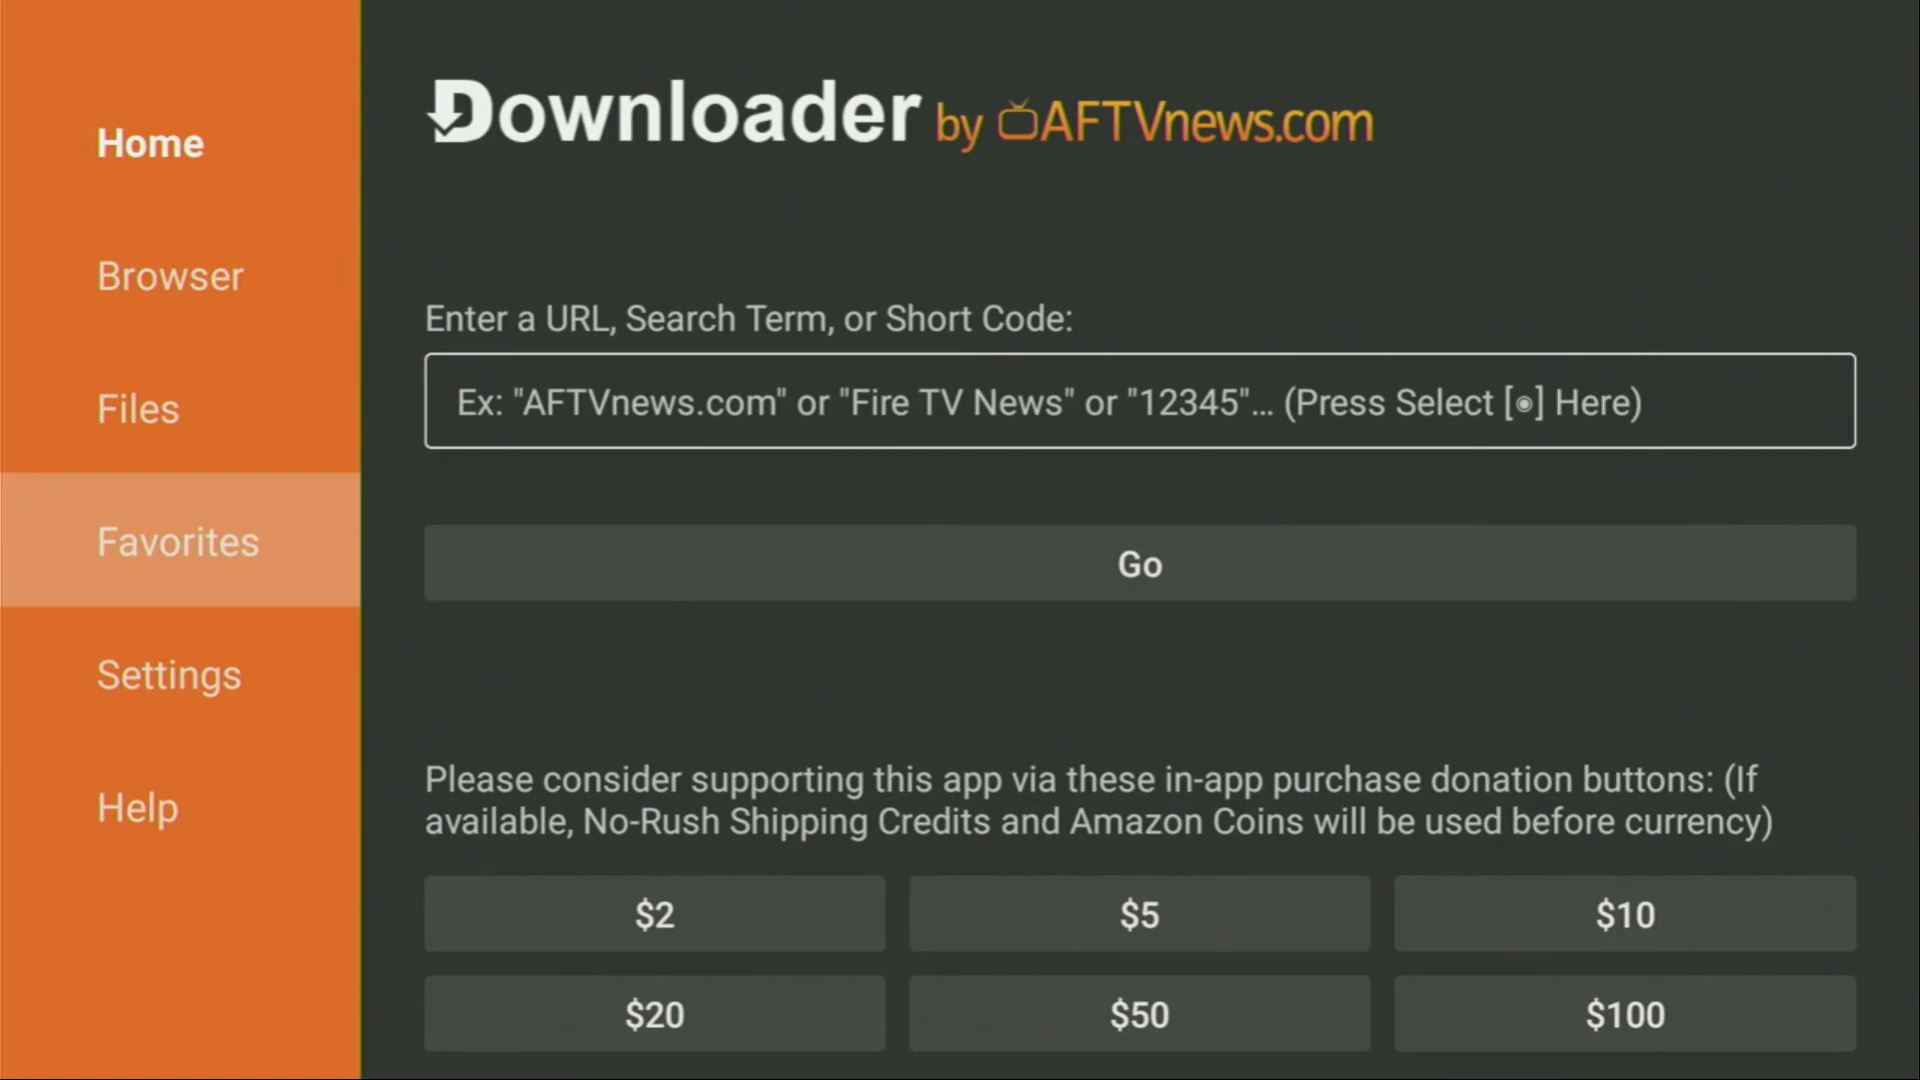 Home
Browser
Files
Favorites
Settings
Help
Downloader by AFTVnews.com
Enter a URL, Search Term, or Short Code:
Ex: "AFTVnews.com" or "Fire TV News" or "12345"... (Press Select [◉] Here)
Go
Please consider supporting this app via these in-app purchase donation buttons: (If
available, No-Rush Shipping Credits and Amazon Coins will be used before currency)
$2 $5 $10
$20 $50 $100